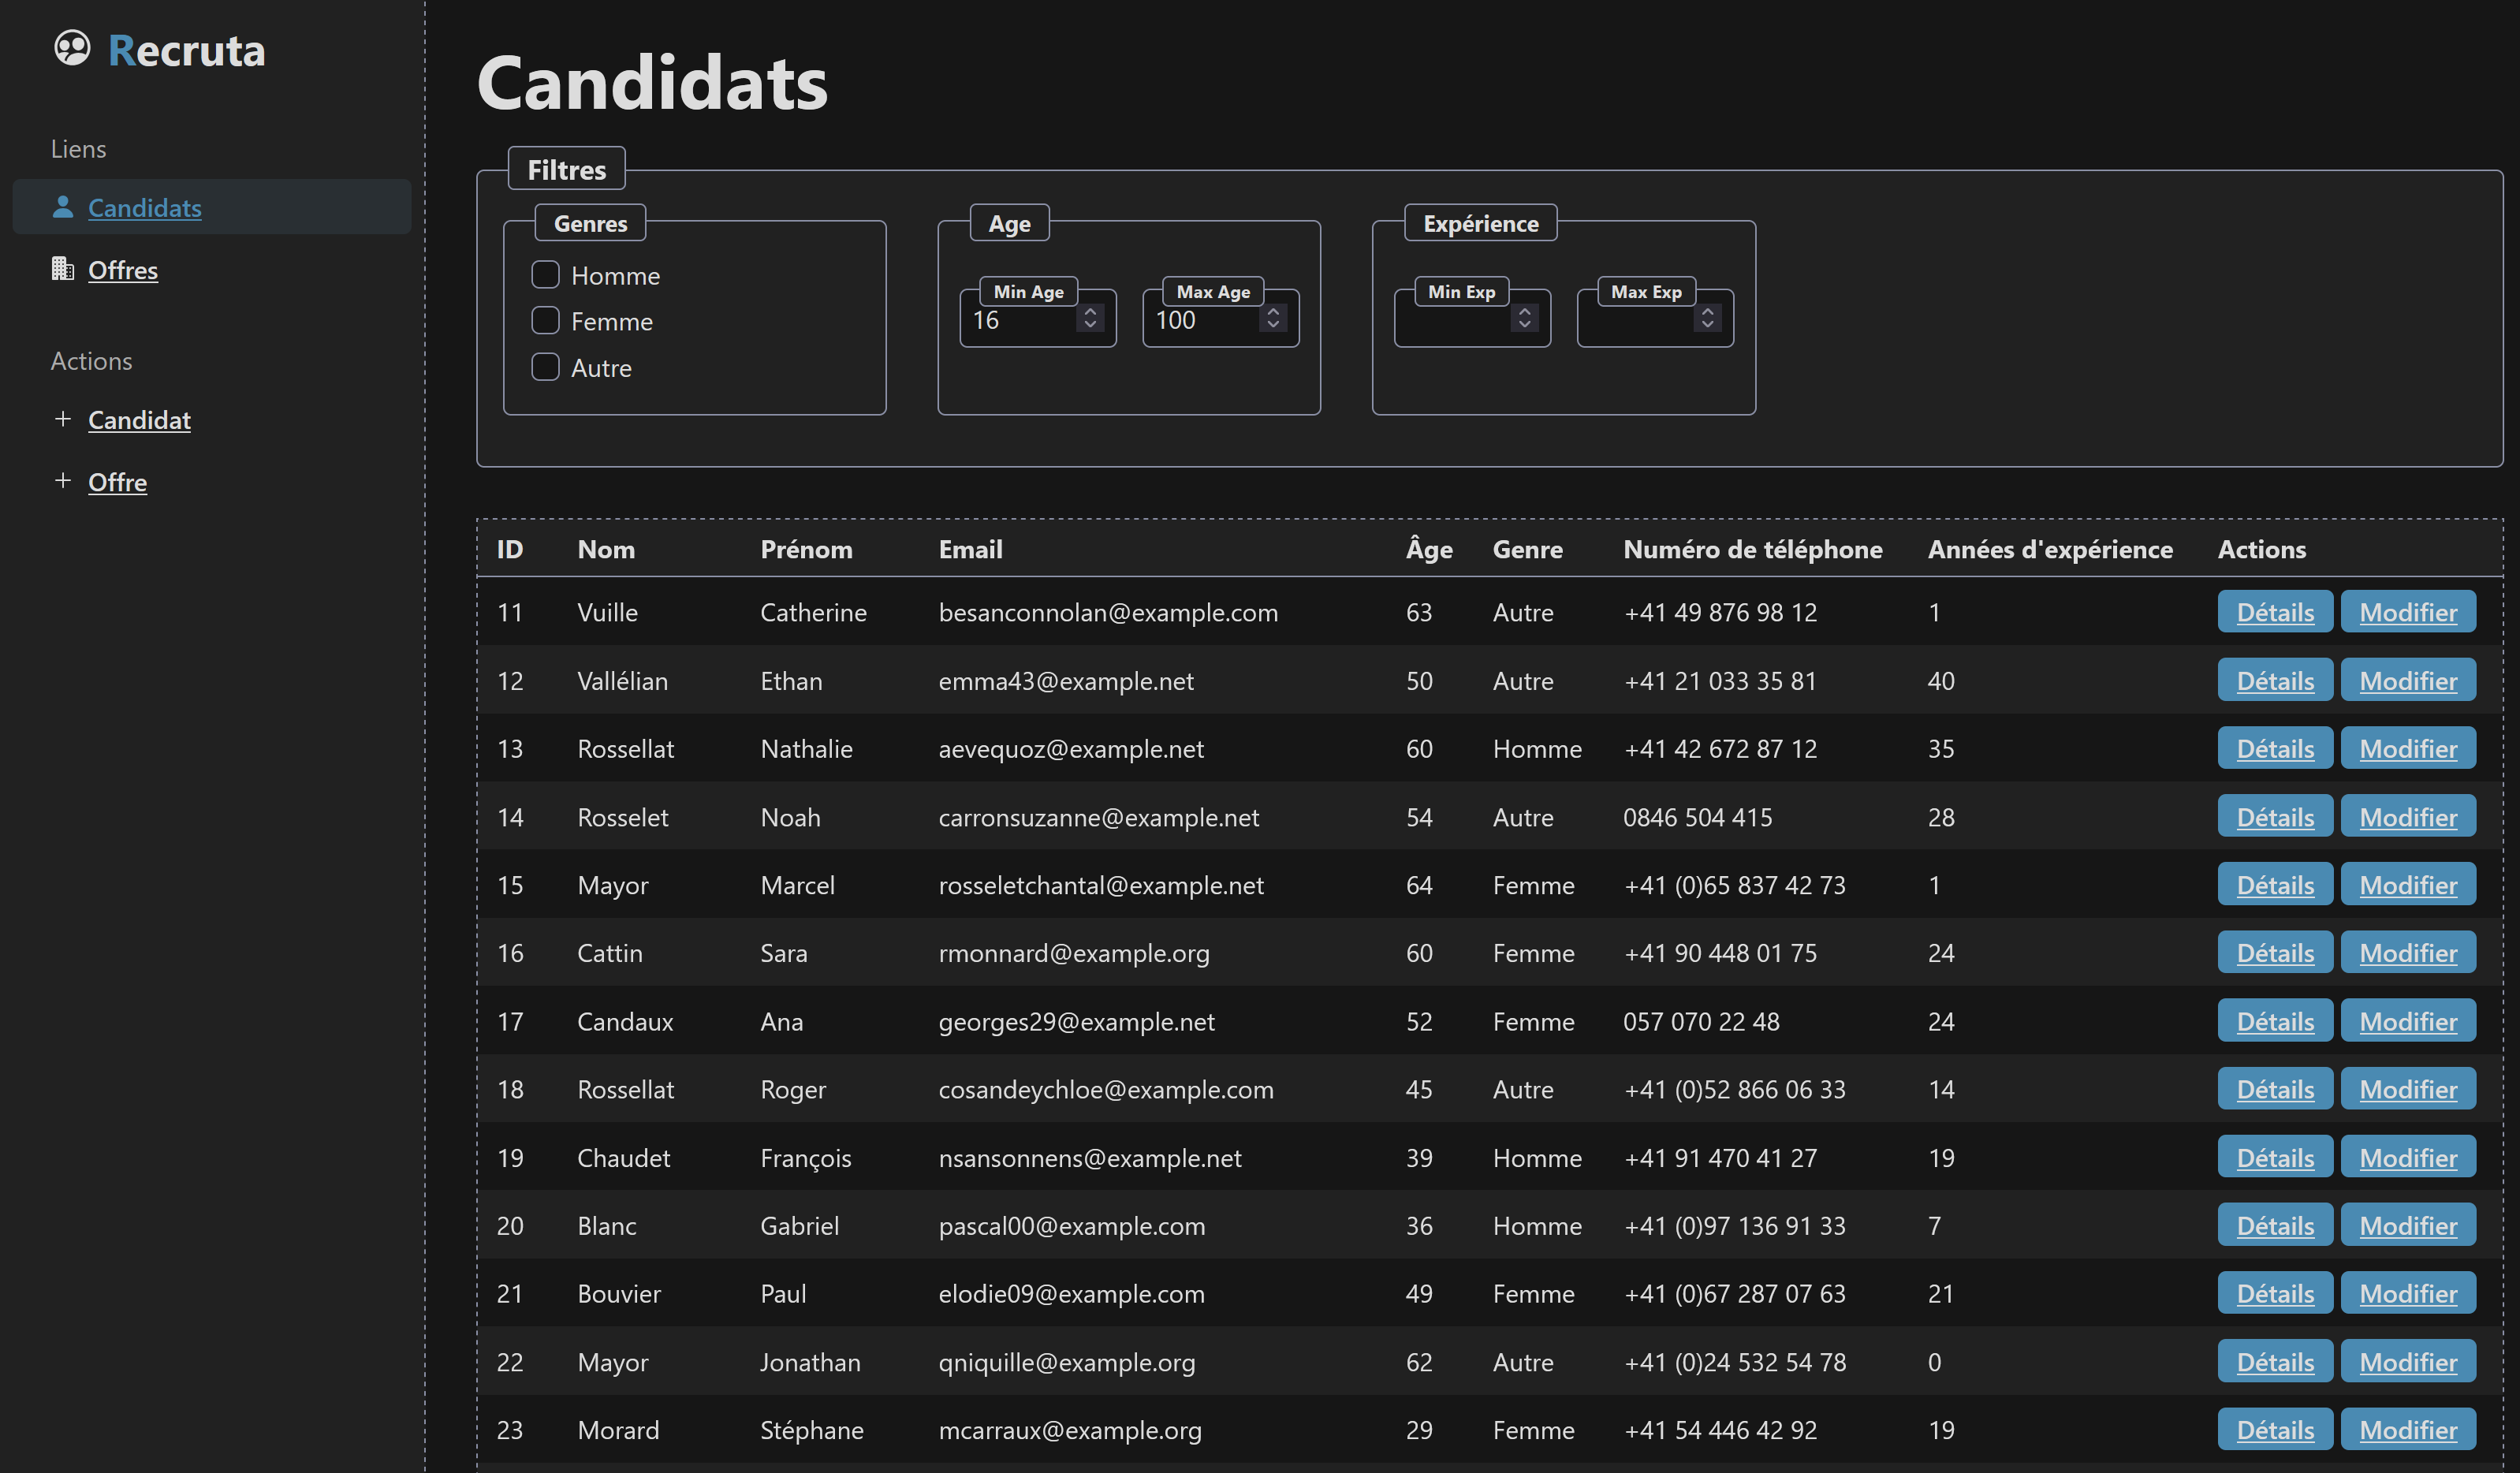 Recruta
Liens
Candidats
Offres
Actions
+ Candidat
+ Offre
Candidats
Filtres
Genres
Homme
Femme
Autre
Age
Min Age Max Age
16 100
Expérience
Min Exp Max Exp
ID Nom Prénom Email Âge Genre Numéro de téléphone Années d'expérience Actions
11 Vuille Catherine besanconnolan@example.com 63 Autre +41 49 876 98 12 1 Détails Modifier
12 Vallélian Ethan emma43@example.net 50 Autre +41 21 033 35 81 40 Détails Modifier
13 Rossellat Nathalie aevequoz@example.net 60 Homme +41 42 672 87 12 35 Détails Modifier
14 Rosselet Noah carronsuzanne@example.net 54 Autre 0846 504 415 28 Détails Modifier
15 Mayor Marcel rosseletchantal@example.net 64 Femme +41 (0)65 837 42 73 1 Détails Modifier
16 Cattin Sara rmonnard@example.org 60 Femme +41 90 448 01 75 24 Détails Modifier
17 Candaux Ana georges29@example.net 52 Femme 057 070 22 48 24 Détails Modifier
18 Rossellat Roger cosandeychloe@example.com 45 Autre +41 (0)52 866 06 33 14 Détails Modifier
19 Chaudet François nsansonnens@example.net 39 Homme +41 91 470 41 27 19 Détails Modifier
20 Blanc Gabriel pascal00@example.com 36 Homme +41 (0)97 136 91 33 7 Détails Modifier
21 Bouvier Paul elodie09@example.com 49 Femme +41 (0)67 287 07 63 21 Détails Modifier
22 Mayor Jonathan qniquille@example.org 62 Autre +41 (0)24 532 54 78 0 Détails Modifier
23 Morard Stéphane mcarraux@example.org 29 Femme +41 54 446 42 92 19 Détails Modifier